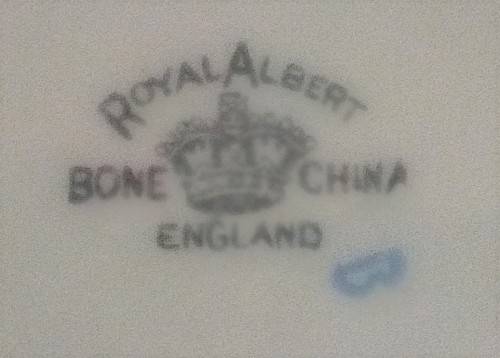 ROYAL ALBERT
BONE CHINA
ENGLAND